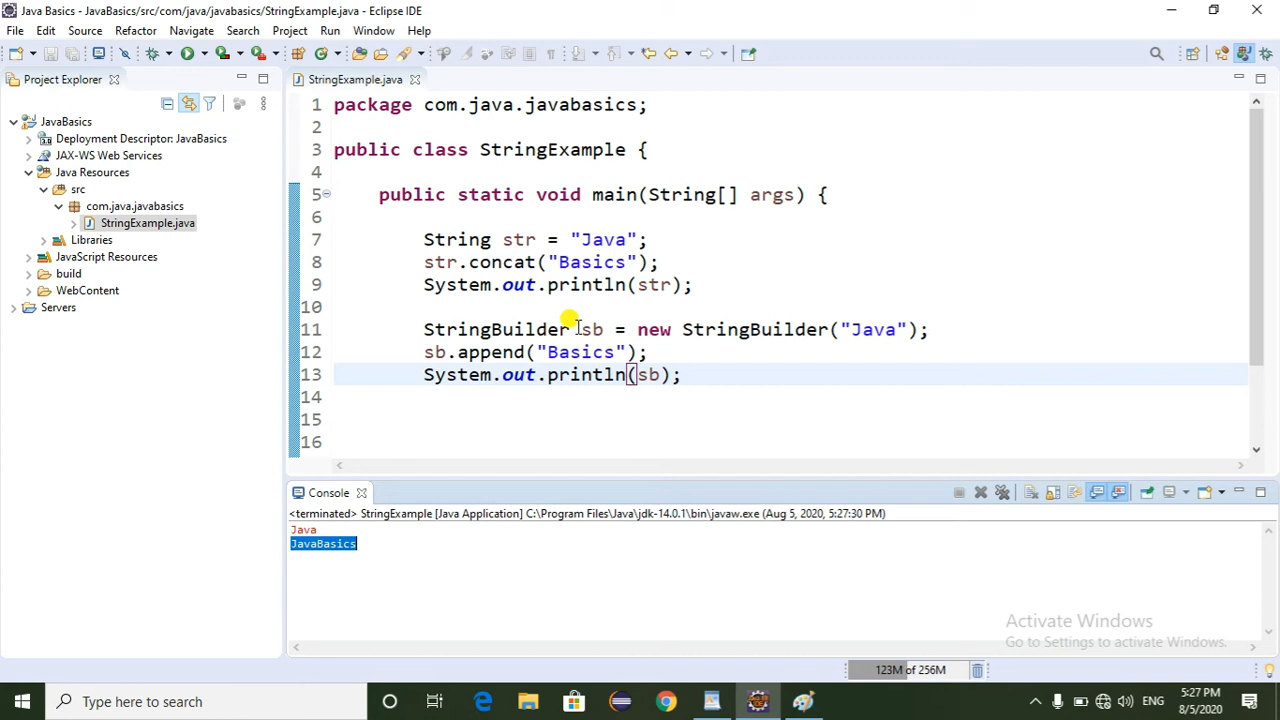 Java Basics - JavaBasics/src/com/java/javabasics/StringExample.java - Eclipse IDE
File Edit Source Refactor Navigate Search Project Run Window Help
Project Explorer
StringExample.java
JavaBasics
Deployment Descriptor: JavaBasics
JAX-WS Web Services
Java Resources
src
com.java.javabasics
StringExample.java
Libraries
JavaScript Resources
build
WebContent
Servers
1 package com.java.javabasics;
2
3 public class StringExample {
4
5 public static void main(String[] args) {
6
7 String str = "Java";
8 str.concat("Basics");
9 System.out.println(str);
10
11 StringBuilder sb = new StringBuilder("Java");
12 sb.append("Basics");
13 System.out.println(sb);
14
15
16
Console
<terminated> StringExample [Java Application] C:\Program Files\Java\jdk-14.0.1\bin\javaw.exe (Aug 5, 2020, 5:27:30 PM)
Java
JavaBasics
Activate Windows
Go to Settings to activate Windows.
123M of 256M
Type here to search
ENG
5:27 PM
8/5/2020